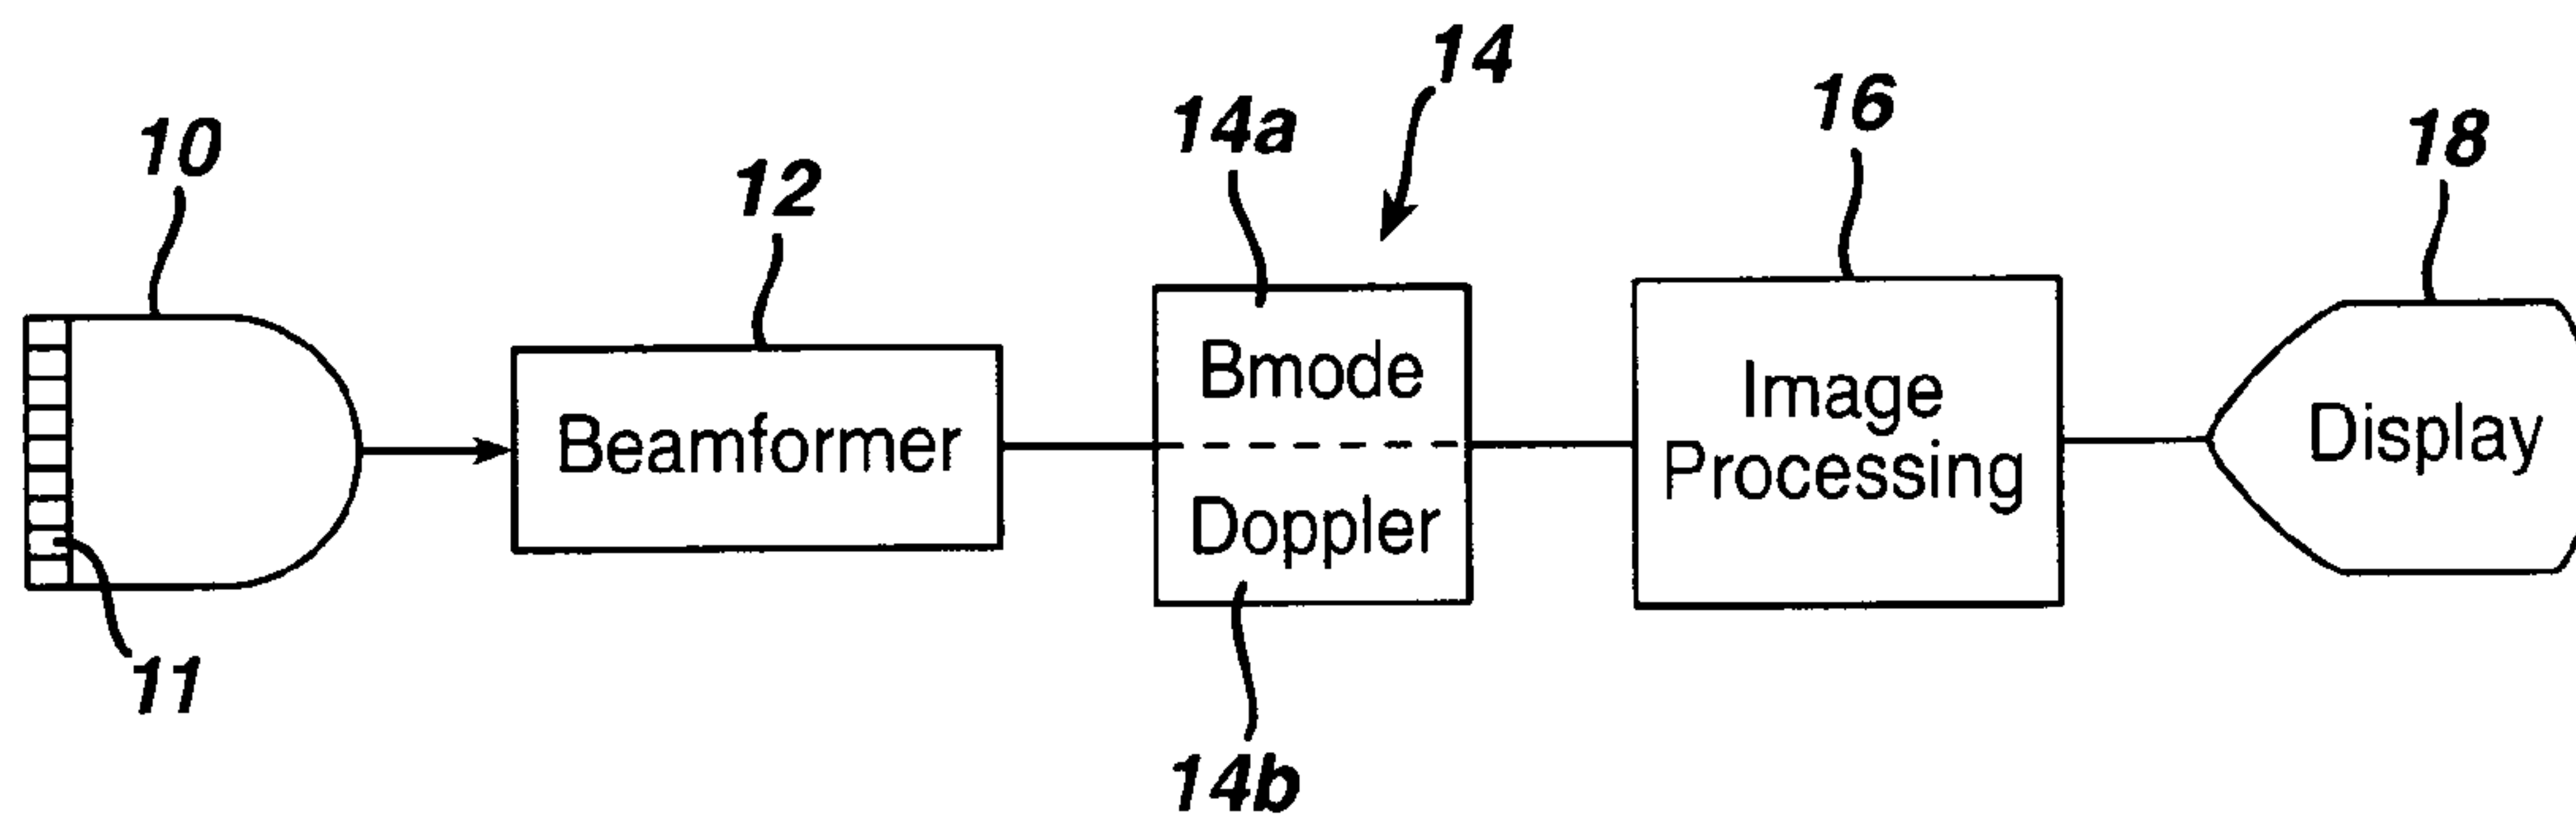 14
14a
16
10
18
12
Bmode
Image
Display
Beamformer
Processing
Doppler
11
14b